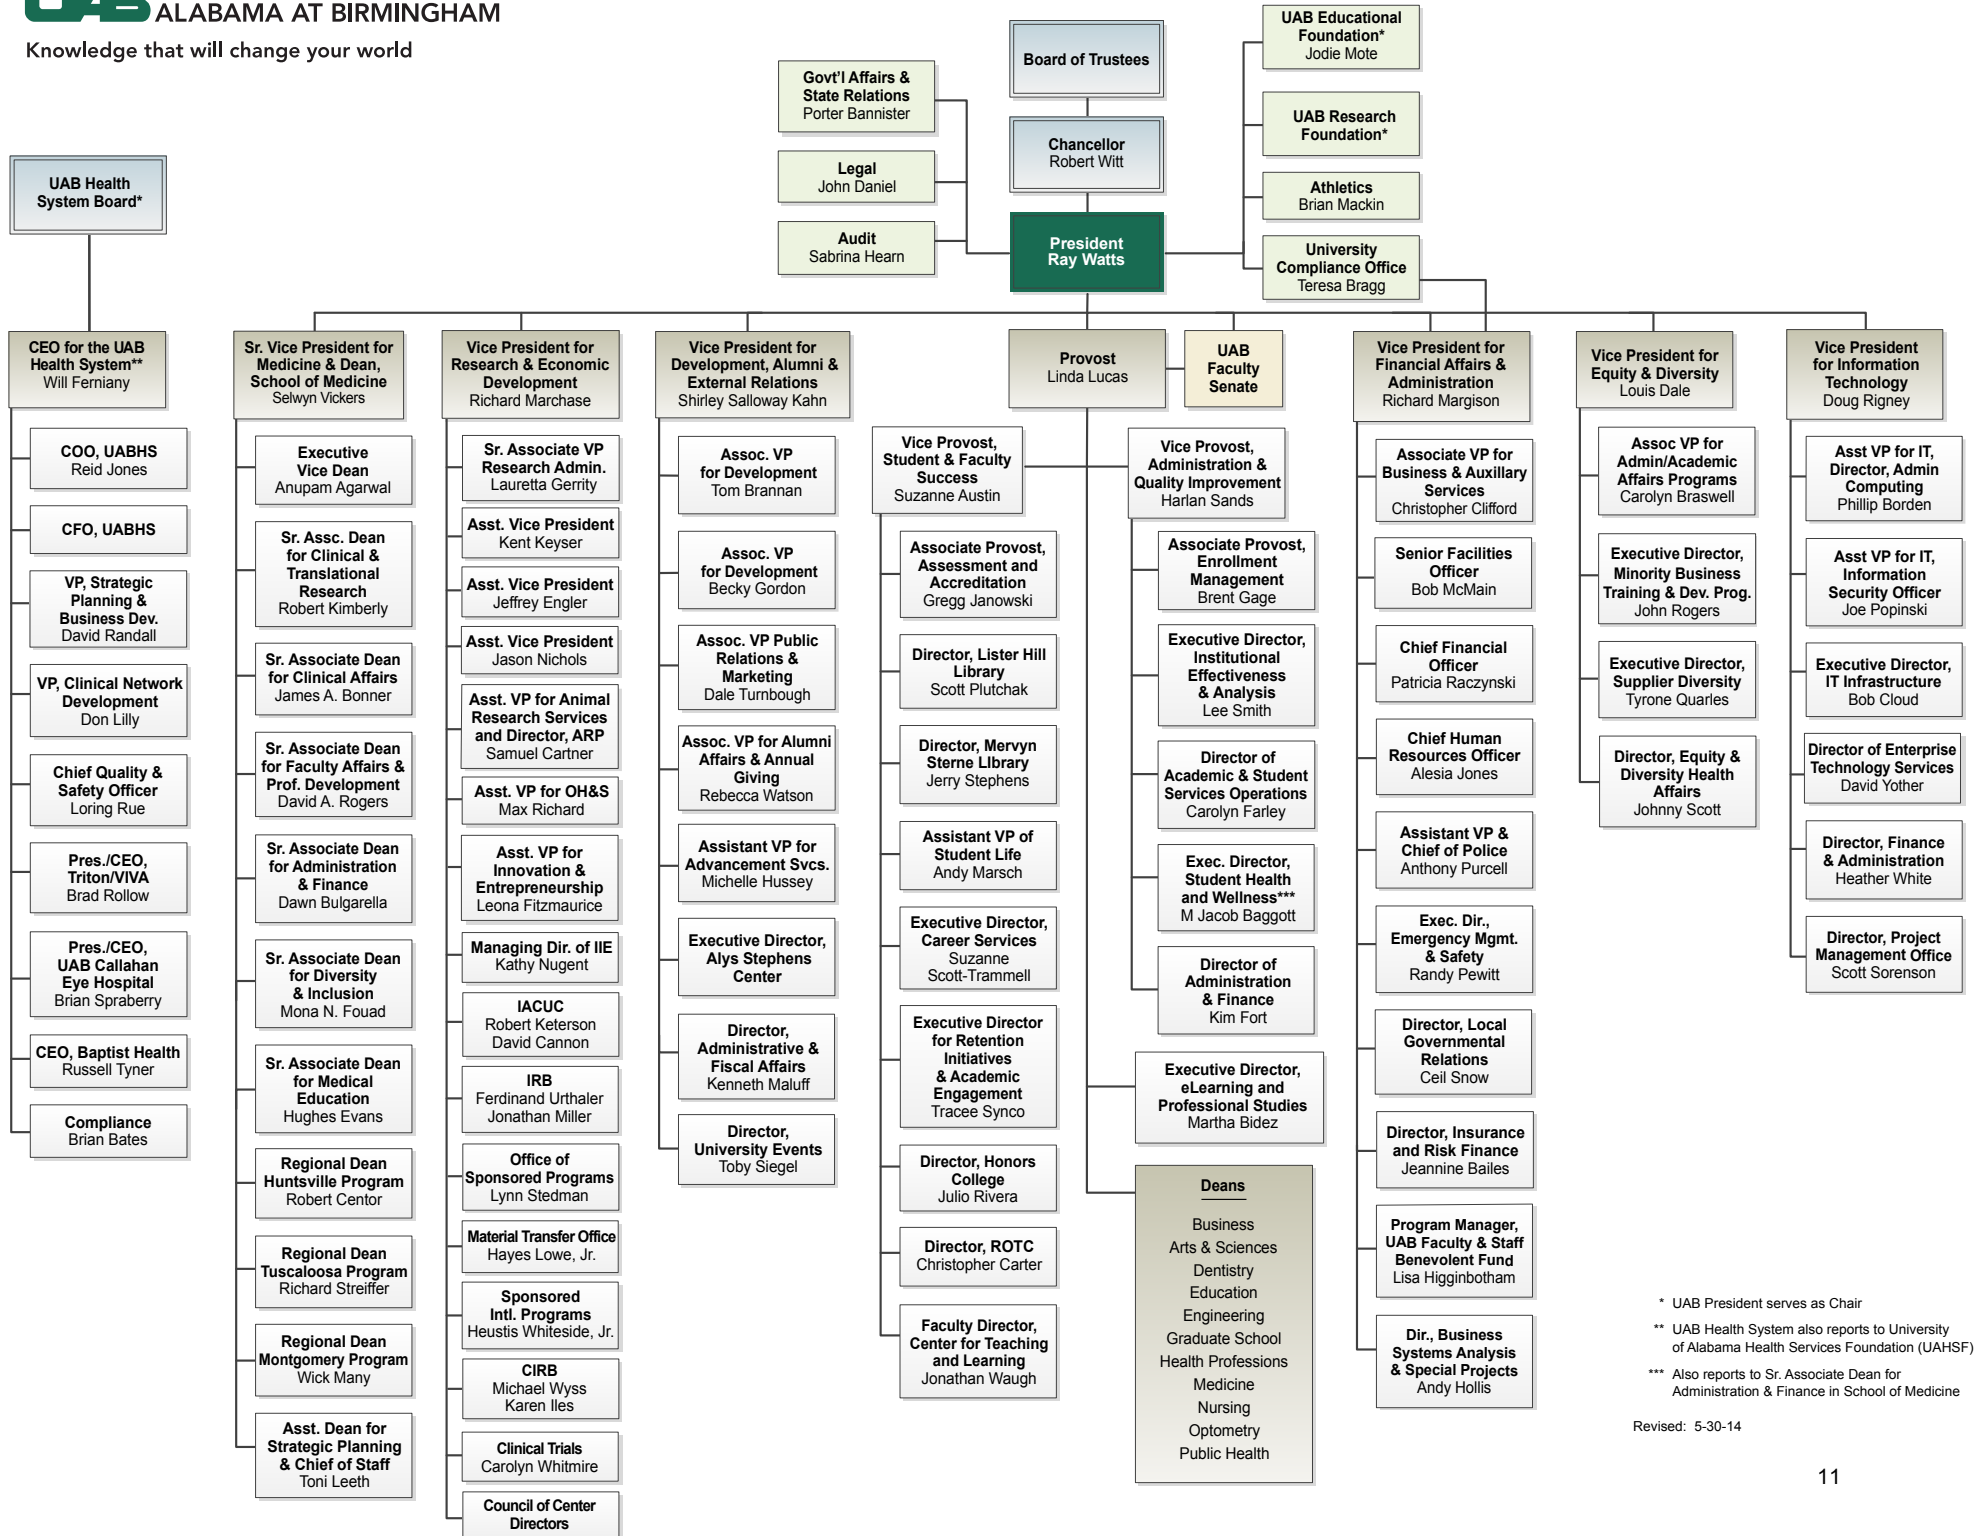 UAB
ALABAMA AT BIRMINGHAM
Knowledge that will change your world
Board of Trustees
Chancellor
Robert Witt
President
Ray Watts
Govt'l Affairs &
State Relations
Porter Bannister
Legal
John Daniel
Audit
Sabrina Hearn
UAB Educational
Foundation*
Jodie Mote
UAB Research
Foundation*
Athletics
Brian Mackin
University
Compliance Office
Teresa Bragg
UAB Health
System Board*
CEO for the UAB
Health System**
Will Ferniany
COO, UABHS
Reid Jones
CFO, UABHS
VP, Strategic
Planning &
Business Dev.
David Randall
VP, Clinical Network
Development
Don Lilly
Chief Quality &
Safety Officer
Loring Rue
Pres./CEO,
Triton/VIVA
Brad Rollow
Pres./CEO,
UAB Callahan
Eye Hospital
Brian Spraberry
CEO, Baptist Health
Russell Tyner
Compliance
Brian Bates
Sr. Vice President for
Medicine & Dean,
School of Medicine
Selwyn Vickers
Executive
Vice Dean
Anupam Agarwal
Sr. Assc. Dean
for Clinical &
Translational
Research
Robert Kimberly
Sr. Associate Dean
for Clinical Affairs
James A. Bonner
Sr. Associate Dean
for Faculty Affairs &
Prof. Development
David A. Rogers
Sr. Associate Dean
for Administration
& Finance
Dawn Bulgarella
Sr. Associate Dean
for Diversity
& Inclusion
Mona N. Fouad
Sr. Associate Dean
for Medical
Education
Hughes Evans
Regional Dean
Huntsville Program
Robert Centor
Regional Dean
Tuscaloosa Program
Richard Streiffer
Regional Dean
Montgomery Program
Wick Many
Asst. Dean for
Strategic Planning
& Chief of Staff
Toni Leeth
Vice President for
Research & Economic
Development
Richard Marchase
Sr. Associate VP
Research Admin.
Lauretta Gerrity
Asst. Vice President
Kent Keyser
Asst. Vice President
Jeffrey Engler
Asst. Vice President
Jason Nichols
Asst. VP for Animal
Research Services
and Director, ARP
Samuel Cartner
Asst. VP for OH&S
Max Richard
Asst. VP for
Innovation &
Entrepreneurship
Leona Fitzmaurice
Managing Dir. of IIE
Kathy Nugent
IACUC
Robert Keterson
David Cannon
IRB
Ferdinand Urthaler
Jonathan Miller
Office of
Sponsored Programs
Lynn Stedman
Material Transfer Office
Hayes Lowe, Jr.
Sponsored
Intl. Programs
Heustis Whiteside, Jr.
CIRB
Michael Wyss
Karen Iles
Clinical Trials
Carolyn Whitmire
Council of Center
Directors
Vice President for
Development, Alumni &
External Relations
Shirley Salloway Kahn
Assoc. VP
for Development
Tom Brannan
Assoc. VP
for Development
Becky Gordon
Assoc. VP Public
Relations &
Marketing
Dale Turnbough
Assoc. VP for Alumni
Affairs & Annual
Giving
Rebecca Watson
Assistant VP for
Advancement Svcs.
Michelle Hussey
Executive Director,
Alys Stephens
Center
Director,
Administrative &
Fiscal Affairs
Kenneth Maluff
Director,
University Events
Toby Siegel
Provost
Linda Lucas
UAB
Faculty
Senate
Vice Provost,
Student & Faculty
Success
Suzanne Austin
Associate Provost,
Assessment and
Accreditation
Gregg Janowski
Director, Lister Hill
Library
Scott Plutchak
Director, Mervyn
Sterne LIbrary
Jerry Stephens
Assistant VP of
Student Life
Andy Marsch
Executive Director,
Career Services
Suzanne
Scott-Trammell
Executive Director
for Retention
Initiatives
& Academic
Engagement
Tracee Synco
Director, Honors
College
Julio Rivera
Director, ROTC
Christopher Carter
Faculty Director,
Center for Teaching
and Learning
Jonathan Waugh
Vice Provost,
Administration &
Quality Improvement
Harlan Sands
Associate Provost,
Enrollment
Management
Brent Gage
Executive Director,
Institutional
Effectiveness
& Analysis
Lee Smith
Director of
Academic & Student
Services Operations
Carolyn Farley
Exec. Director,
Student Health
and Wellness***
M Jacob Baggott
Director of
Administration
& Finance
Kim Fort
Executive Director,
eLearning and
Professional Studies
Martha Bidez
Deans
Business
Arts & Sciences
Dentistry
Education
Engineering
Graduate School
Health Professions
Medicine
Nursing
Optometry
Public Health
Vice President for
Financial Affairs &
Administration
Richard Margison
Associate VP for
Business & Auxillary
Services
Christopher Clifford
Senior Facilities
Officer
Bob McMain
Chief Financial
Officer
Patricia Raczynski
Chief Human
Resources Officer
Alesia Jones
Assistant VP &
Chief of Police
Anthony Purcell
Exec. Dir.,
Emergency Mgmt.
& Safety
Randy Pewitt
Director, Local
Governmental
Relations
Ceil Snow
Director, Insurance
and Risk Finance
Jeannine Bailes
Program Manager,
UAB Faculty & Staff
Benevolent Fund
Lisa Higginbotham
Dir., Business
Systems Analysis
& Special Projects
Andy Hollis
Vice President for
Equity & Diversity
Louis Dale
Assoc VP for
Admin/Academic
Affairs Programs
Carolyn Braswell
Executive Director,
Minority Business
Training & Dev. Prog.
John Rogers
Executive Director,
Supplier Diversity
Tyrone Quarles
Director, Equity &
Diversity Health
Affairs
Johnny Scott
Vice President
for Information
Technology
Doug Rigney
Asst VP for IT,
Director, Admin
Computing
Phillip Borden
Asst VP for IT,
Information
Security Officer
Joe Popinski
Executive Director,
IT Infrastructure
Bob Cloud
Director of Enterprise
Technology Services
David Yother
Director, Finance
& Administration
Heather White
Director, Project
Management Office
Scott Sorenson
* UAB President serves as Chair
** UAB Health System also reports to University
of Alabama Health Services Foundation (UAHSF)
*** Also reports to Sr. Associate Dean for
Administration & Finance in School of Medicine
Revised: 5-30-14
11